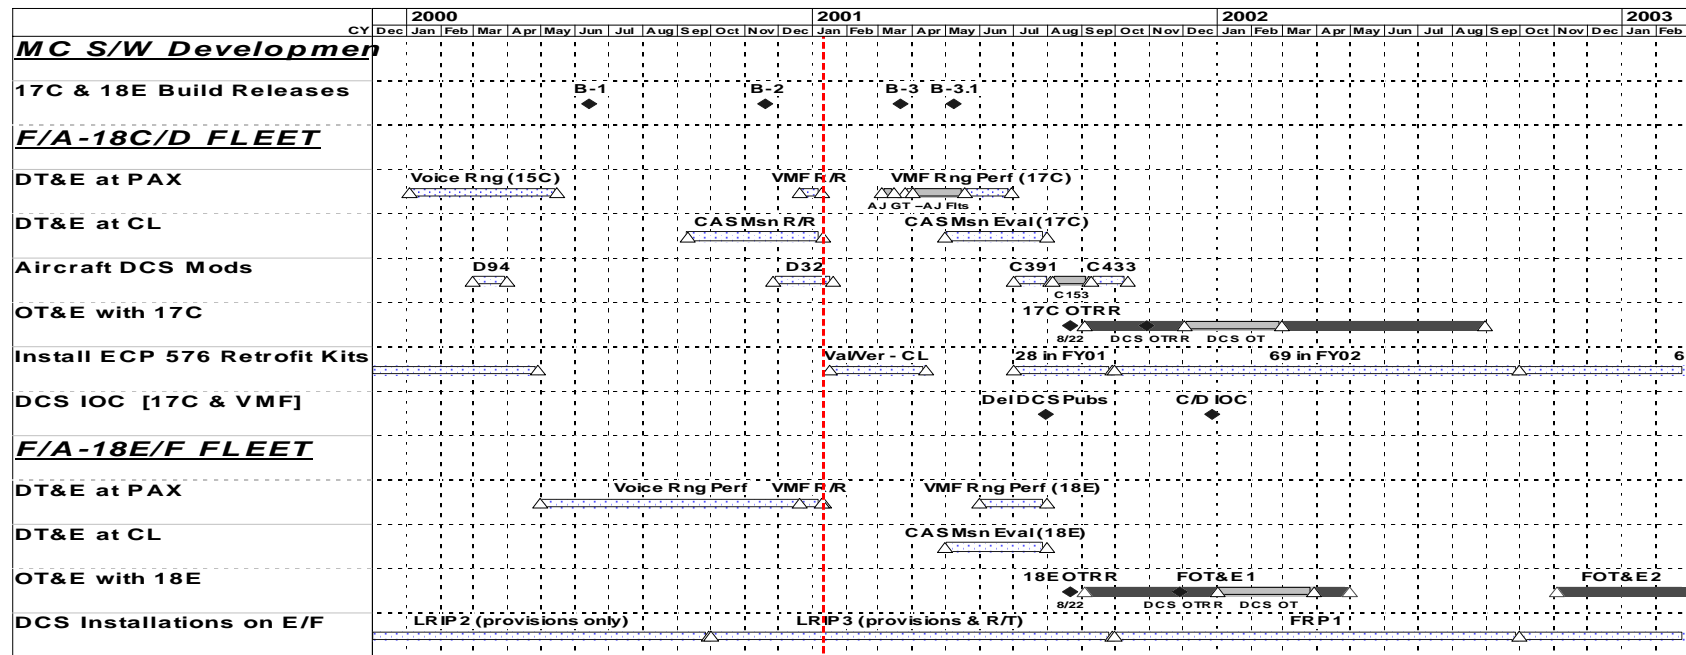 2000 2001 2002 2003
CY Dec Jan Feb Mar Apr May Jun Jul Aug Sep Oct Nov Dec Jan Feb Mar Apr May Jun Jul Aug Sep Oct Nov Dec Jan Feb Mar Apr May Jun Jul Aug Sep Oct Nov Dec Jan Feb
MC S/W Developmen
17C & 18E Build Releases B-1 B-2 B-3 B-3.1
F/A-18C/D FLEET
DT&E at PAX Voice Rng (15C) VMF R/R VMF Rng Perf (17C)
AJ GT – AJ Flts
DT&E at CL CAS Msn R/R CAS Msn Eval (17C)
Aircraft DCS Mods D94 D32 C391 C433
C153
OT&E with 17C 17C OTRR
8/22 DCS OTRR DCS OT
Install ECP 576 Retrofit Kits Val/Ver - CL 28 in FY01 69 in FY02 6
DCS IOC [17C & VMF] Del DCS Pubs C/D IOC
F/A-18E/F FLEET
DT&E at PAX Voice Rng Perf VMF R/R VMF Rng Perf (18E)
DT&E at CL CAS Msn Eval (18E)
OT&E with 18E 18E OTRR FOT&E1 FOT&E2
8/22 DCS OTRR DCS OT
DCS Installations on E/F LRIP2 (provisions only) LRIP3 (provisions & R/T) FRP1